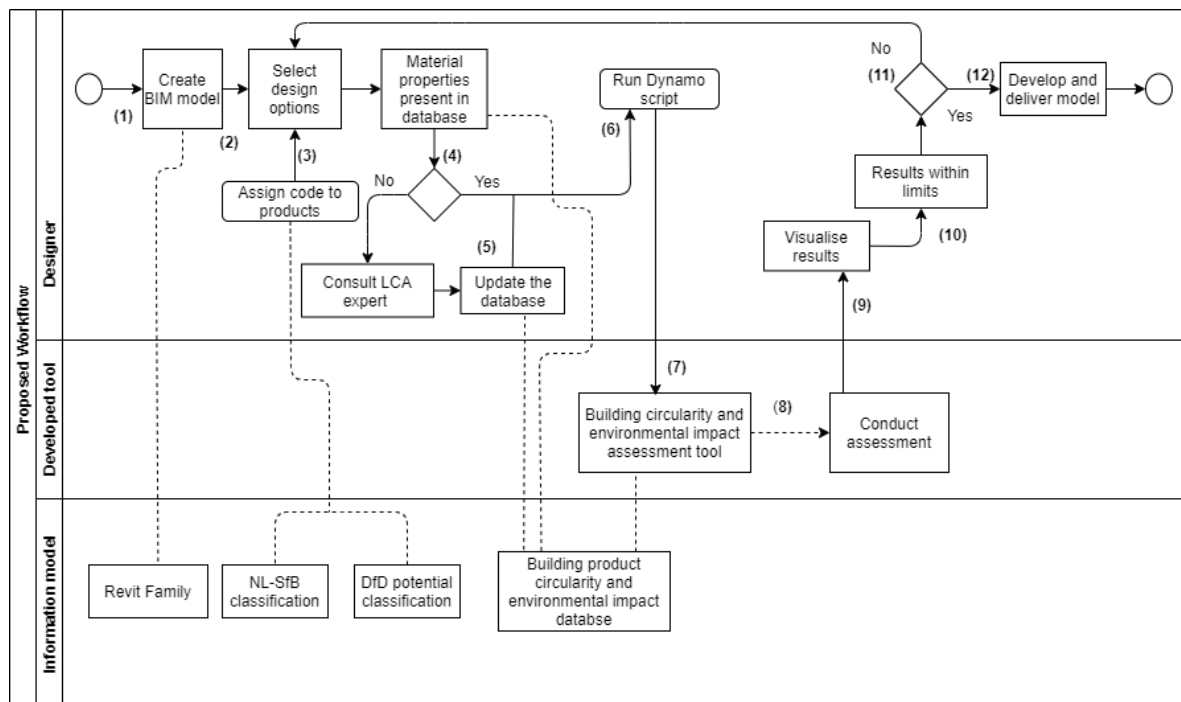 Proposed Workflow
Designer
(1)
Create
BIM model
(2)
Select
design
options
(3)
Assign code to
products
Material
properties
present in
database
(4)
No
Yes
Consult LCA
expert
(5)
Update the
database
Run Dynamo
script
(6)
Visualise
results
(9)
(10)
Results within
limits
No
(11)
Yes
(12)
Develop and
deliver model
Developed tool
(7)
Building circularity and
environmental impact
assessment tool
(8)
Conduct
assessment
Information model
Revit Family
NL-SfB
classification
DfD potential
classification
Building product
circularity and
environmental impact
databse